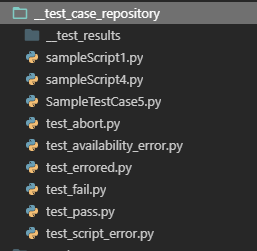 __test_case_repository
__test_results
sampleScript1.py
sampleScript4.py
SampleTestCase5.py
test_abort.py
test_availability_error.py
test_errored.py
test_fail.py
test_pass.py
test_script_error.py